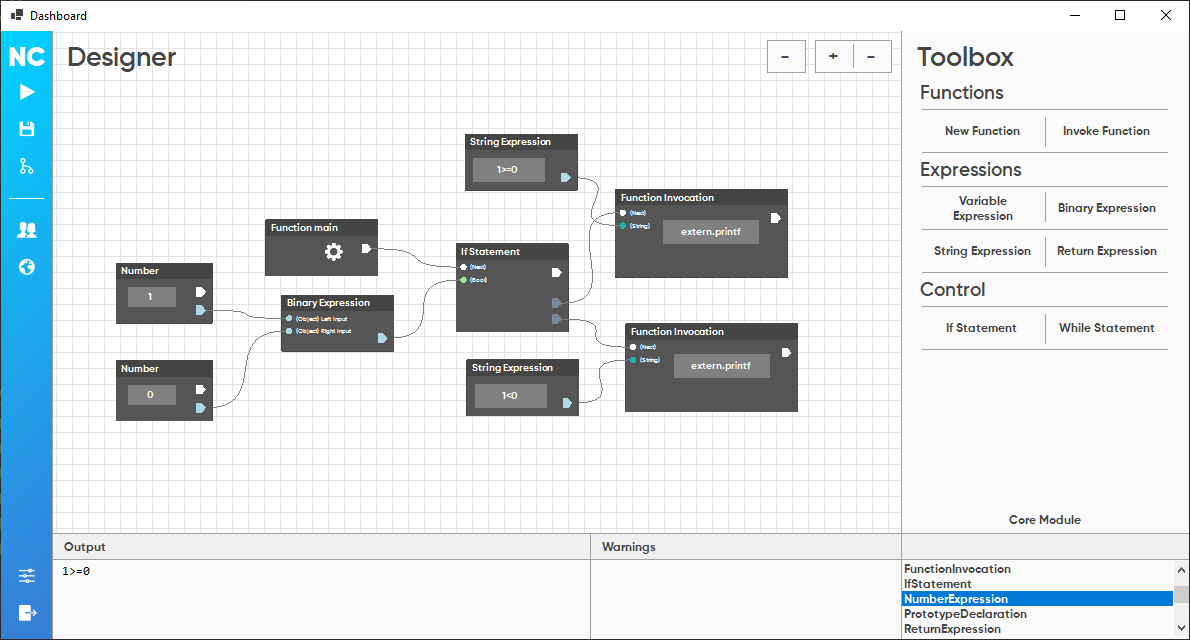 Dashboard
NC
Designer
-
+
-
String Expression
1>=0
Function Invocation
(Next)
(String)
extern.printf
Function main
If Statement
(Next)
(Bool)
Number
1
Binary Expression
(Object) Left Input
(Object) Right Input
Function Invocation
(Next)
(String)
extern.printf
Number
0
String Expression
1<0
Toolbox
Functions
New Function
Invoke Function
Expressions
Variable
Expression
Binary Expression
String Expression
Return Expression
Control
If Statement
While Statement
Core Module
Output
1>=0
Warnings
FunctionInvocation
IfStatement
NumberExpression
PrototypeDeclaration
ReturnExpression